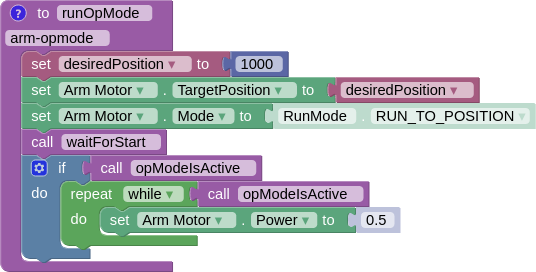 ? to runOpMode
arm-opmode
set desiredPosition ▾ to 1000
set Arm Motor ▾ . TargetPosition ▾ to desiredPosition ▾
set Arm Motor ▾ . Mode ▾ to RunMode . RUN_TO_POSITION ▾
call waitForStart
if call opModeIsActive
do repeat while ▾ call opModeIsActive
do set Arm Motor ▾ . Power ▾ to 0.5